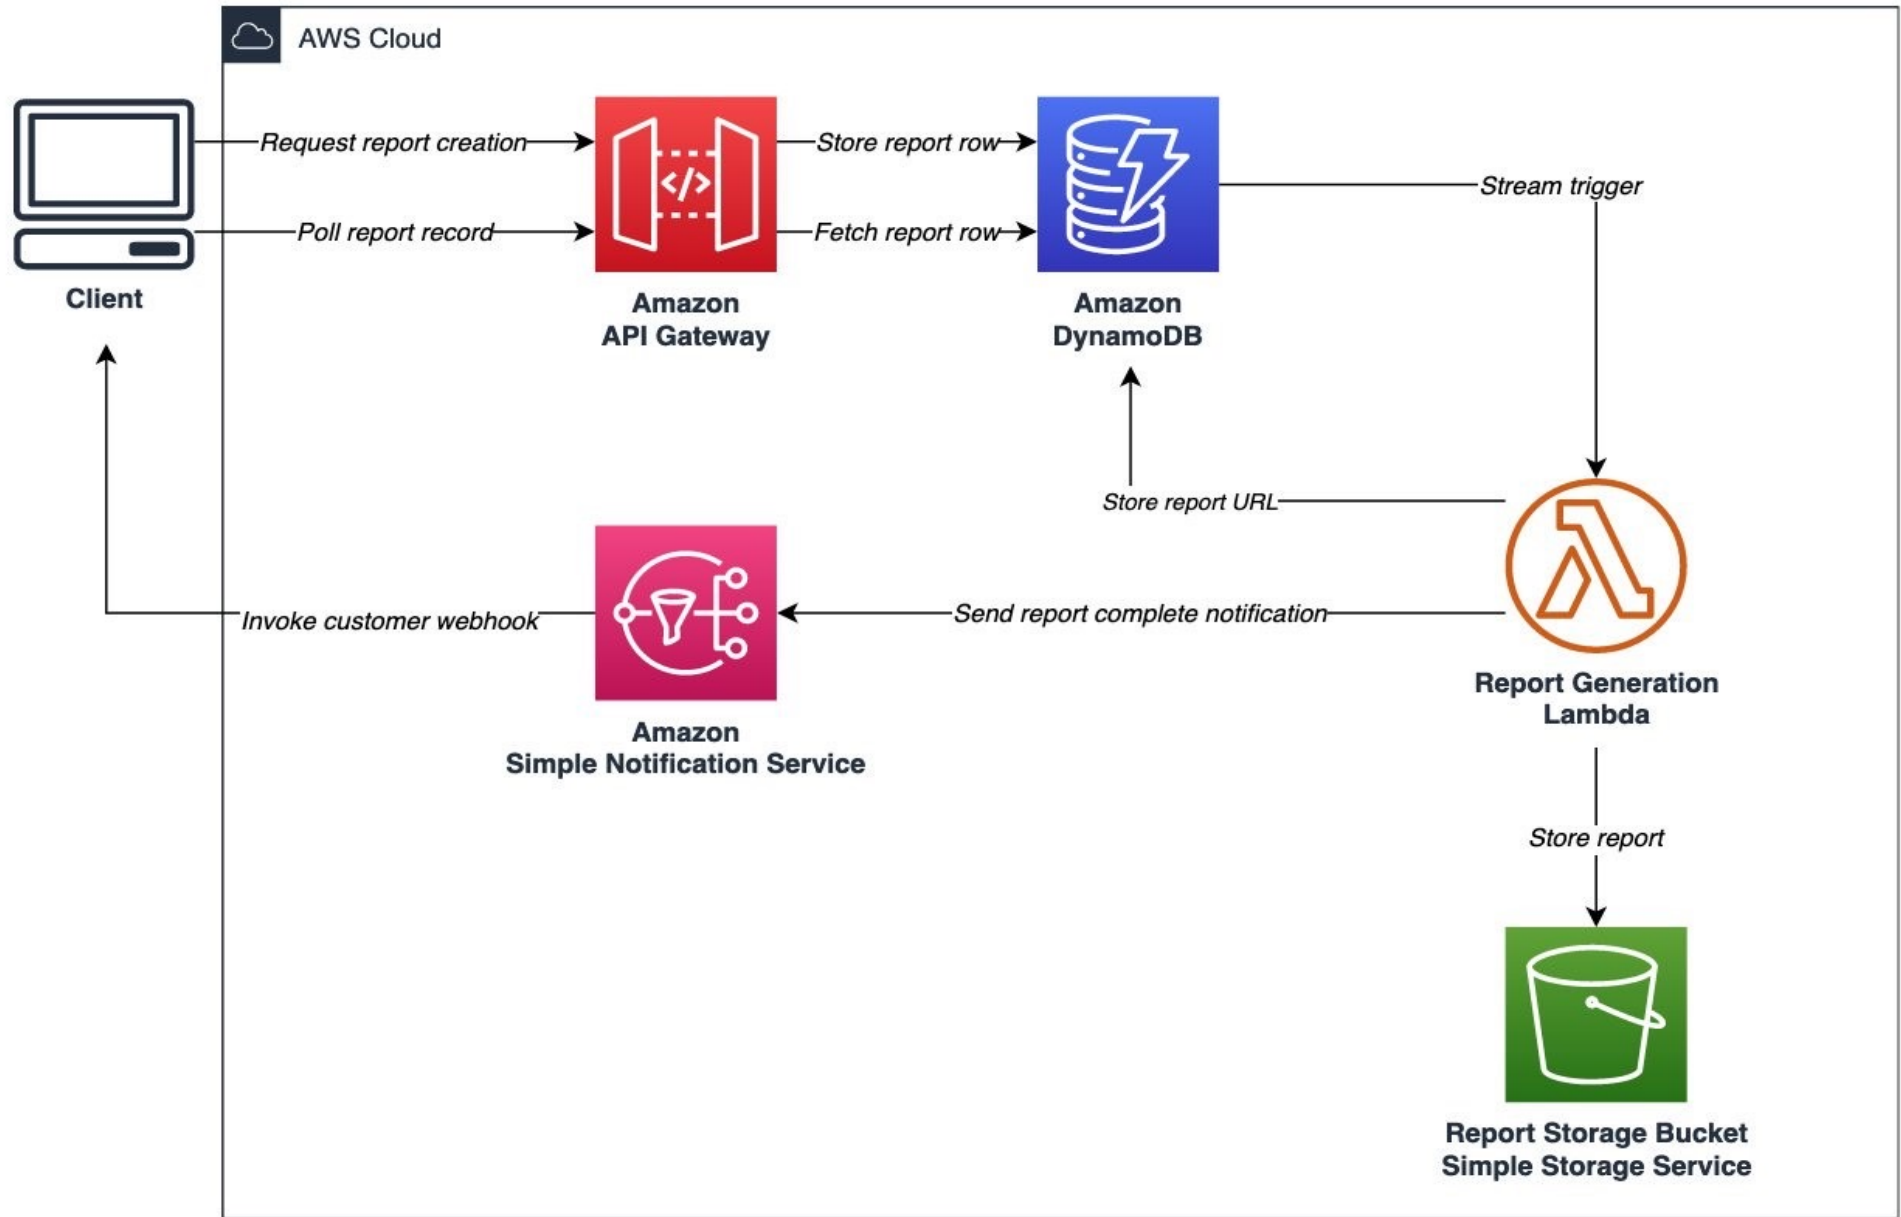 AWS Cloud
Request report creation
Store report row
Stream trigger
</>
Poll report record
Fetch report row
Client
Amazon
API Gateway
Amazon
DynamoDB
Store report URL
Invoke customer webhook
Send report complete notification
Report Generation
Lambda
Amazon
Simple Notification Service
Store report
Report Storage Bucket
Simple Storage Service